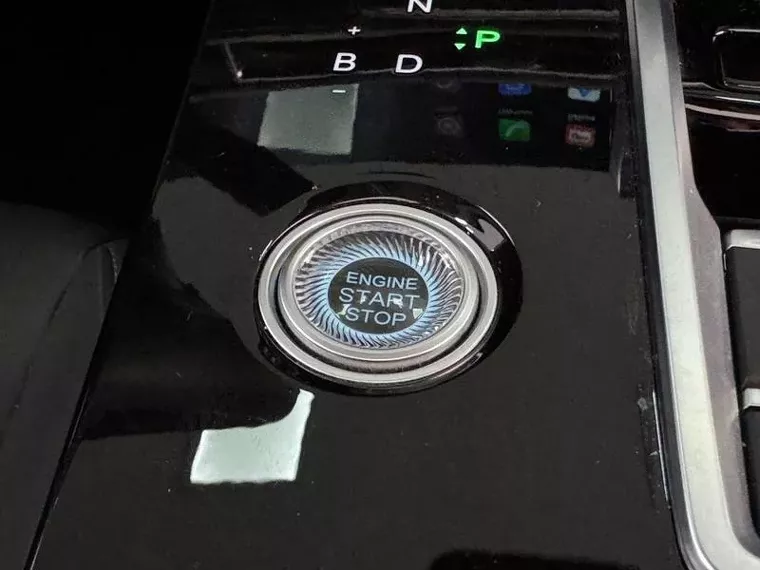 N
+
P
B D
-
ENGINE
START
STOP